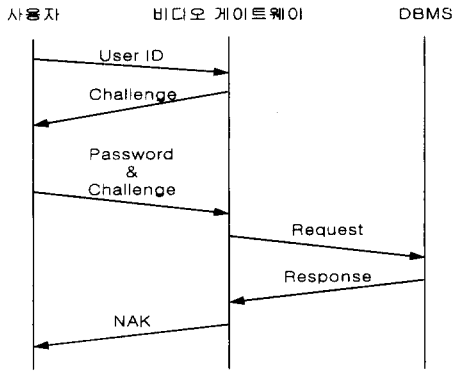 사용자 비디오 게이트웨이 DBMS
User ID
Challenge
Password
&
Challenge
Request
Response
NAK